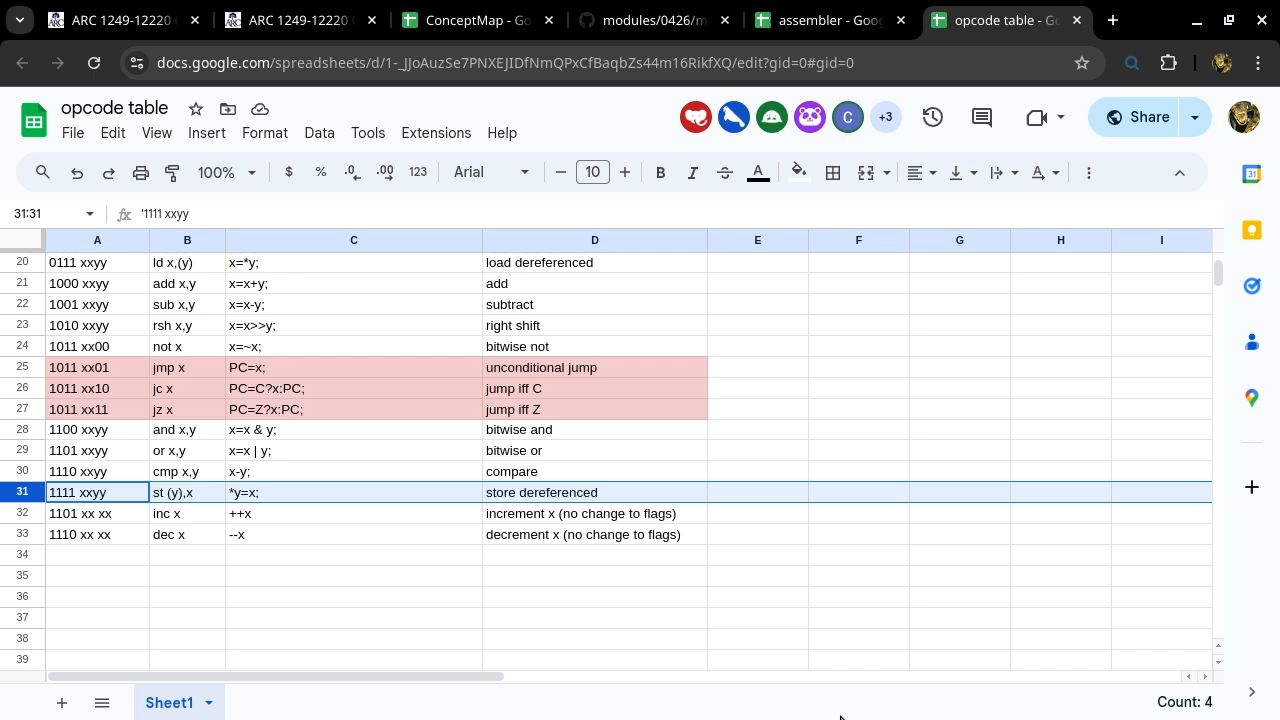 ARC 1249-12220
ARC 1249-12220
ConceptMap - Go
modules/0426/m
assembler - Goog
opcode table - Go
docs.google.com/spreadsheets/d/1-_JJoAuzSe7PNXEJIDfNmQPxCfBaqbZs44m16RikfXQ/edit?gid=0#gid=0
opcode table
File Edit View Insert Format Data Tools Extensions Help
C +3
Share
100% $ % .0 .00 123 Arial 10 B I S A
31:31 fx '1111 xxyy
A B C D E F G H I
20 0111 xxyy ld x,(y) x=*y; load dereferenced
21 1000 xxyy add x,y x=x+y; add
22 1001 xxyy sub x,y x=x-y; subtract
23 1010 xxyy rsh x,y x=x>>y; right shift
24 1011 xx00 not x x=~x; bitwise not
25 1011 xx01 jmp x PC=x; unconditional jump
26 1011 xx10 jc x PC=C?x:PC; jump iff C
27 1011 xx11 jz x PC=Z?x:PC; jump iff Z
28 1100 xxyy and x,y x=x & y; bitwise and
29 1101 xxyy or x,y x=x | y; bitwise or
30 1110 xxyy cmp x,y x-y; compare
31 1111 xxyy st (y),x *y=x; store dereferenced
32 1101 xx xx inc x ++x increment x (no change to flags)
33 1110 xx xx dec x --x decrement x (no change to flags)
34
35
36
37
38
39
Sheet1
Count: 4
31